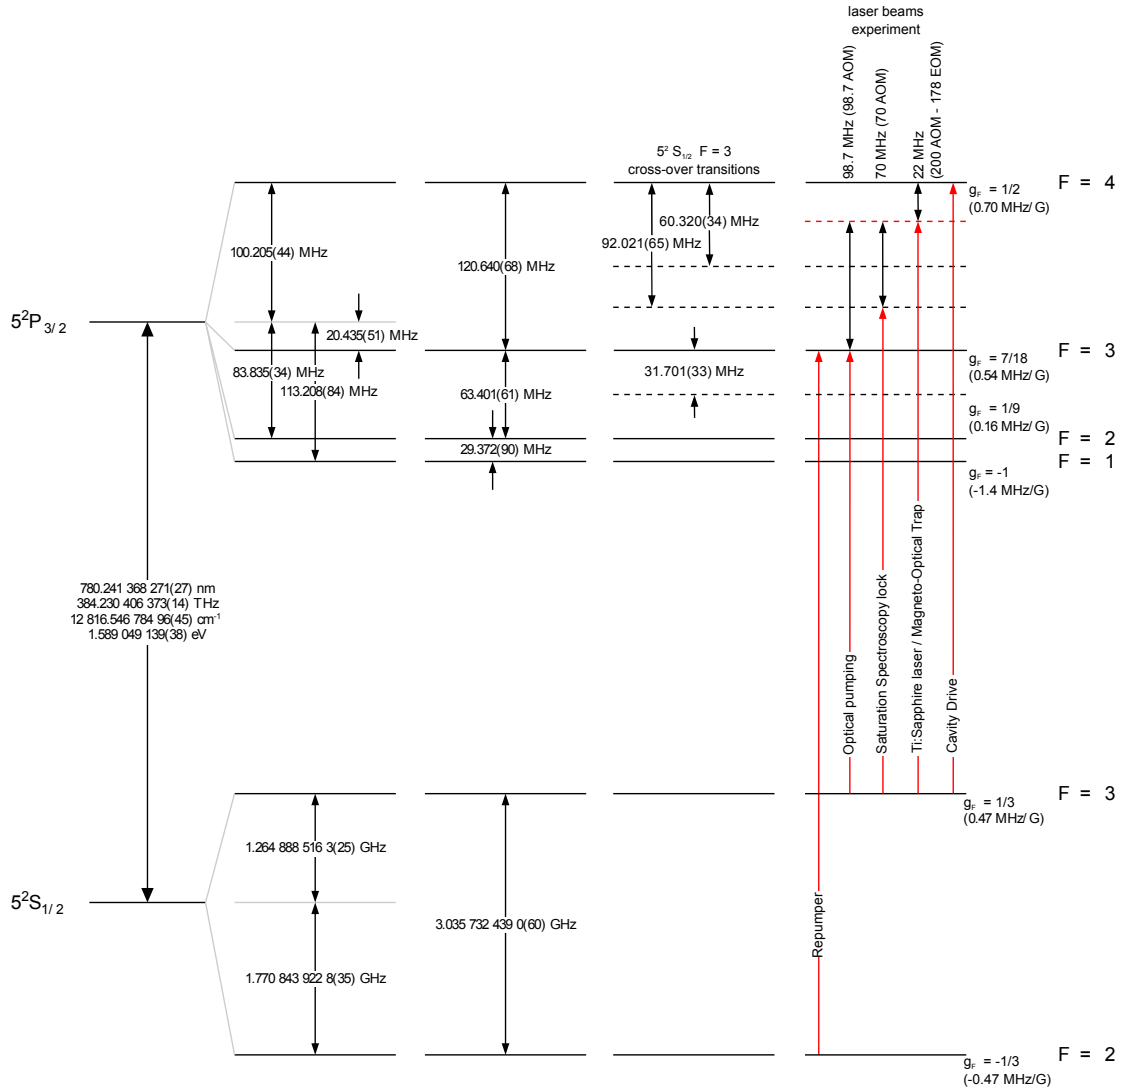 laser beams
experiment
98.7 MHz (98.7 AOM)
70 MHz (70 AOM)
22 MHz
(200 AOM - 178 EOM)
5² S1/2 F = 3
cross-over transitions
F = 4
gF = 1/2
(0.70 MHz/ G)
60.320(34) MHz
92.021(65) MHz
100.205(44) MHz
120.640(68) MHz
5²P3/2
20.435(51) MHz
F = 3
gF = 7/18
(0.54 MHz/ G)
83.835(34) MHz
31.701(33) MHz
113.208(84) MHz
63.401(61) MHz
gF = 1/9
(0.16 MHz/ G)
F = 2
29.372(90) MHz
F = 1
gF = -1
(-1.4 MHz/G)
780.241 368 271(27) nm
384.230 406 373(14) THz
12 816.546 784 96(45) cm-1
1.589 049 139(38) eV
Optical pumping
Saturation Spectroscopy lock
Ti:Sapphire laser / Magneto-Optical Trap
Cavity Drive
F = 3
gF = 1/3
(0.47 MHz/ G)
1.264 888 516 3(25) GHz
5²S1/2
3.035 732 439 0(60) GHz
Repumper
1.770 843 922 8(35) GHz
F = 2
gF = -1/3
(-0.47 MHz/ G)